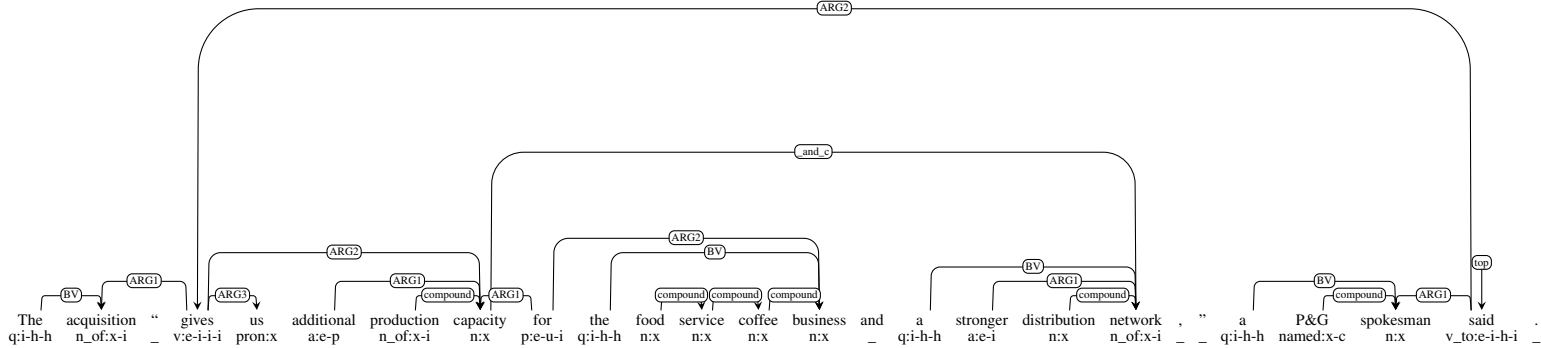 ARG2
_and_c
ARG2
ARG2 BV
BV top
BV ARG1 ARG3 ARG1 compound ARG1 compound compound compound ARG1 compound BV compound ARG1
The acquisition “ gives us additional production capacity for the food service coffee business and a stronger distribution network , ” a P&G spokesman said .
q:i-h-h n_of:x-i _ v:e-i-i-i pron:x a:e-p n_of:x-i n:x p:e-u-i q:i-h-h n:x n:x n:x n:x _ q:i-h-h a:e-i n:x n_of:x-i _ _ q:i-h-h named:x-c n:x v_to:e-i-h-i _